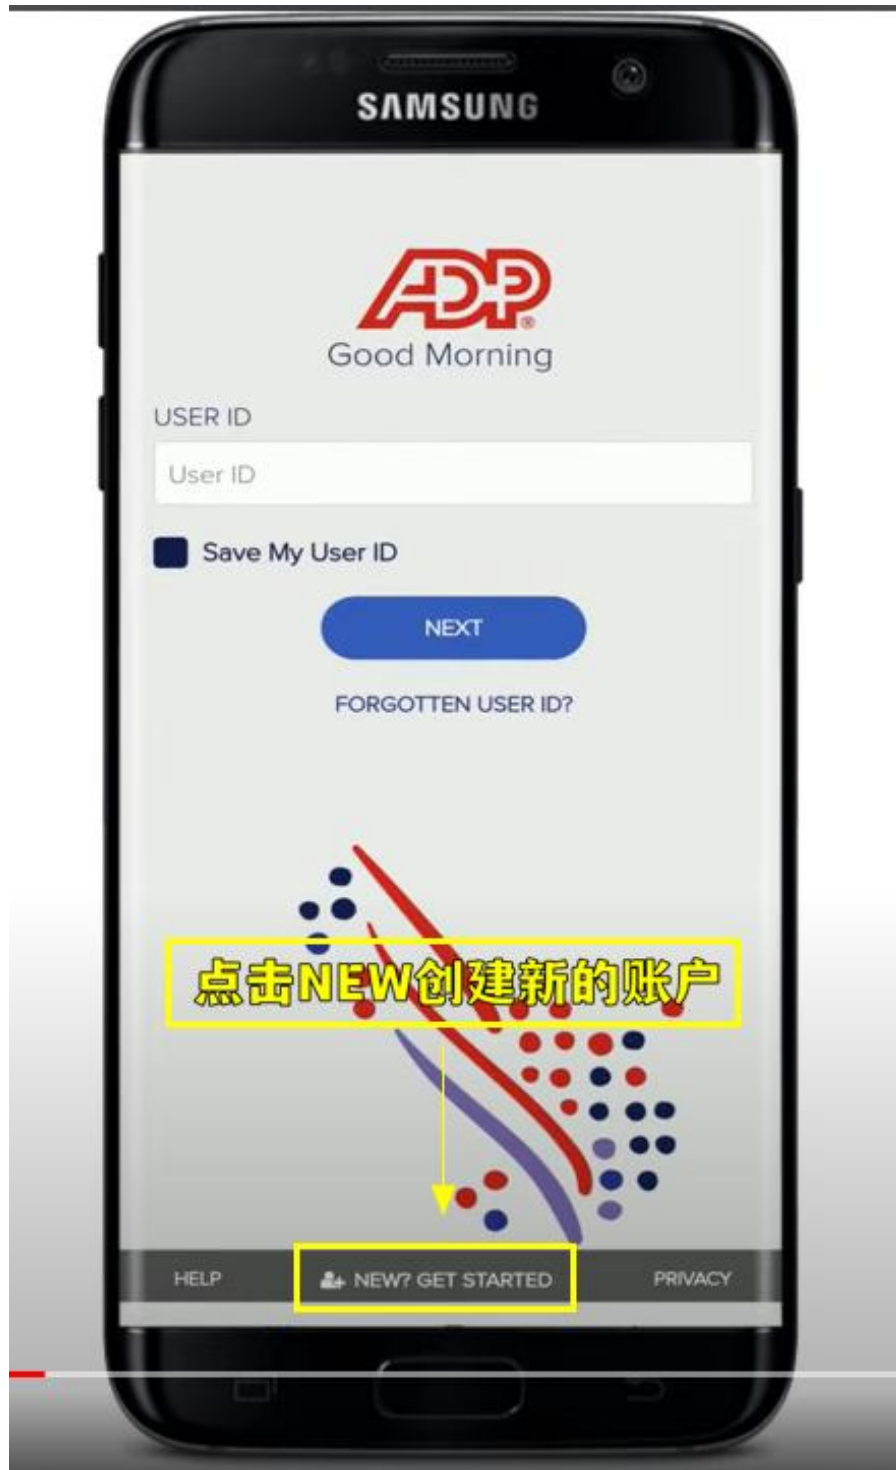 SAMSUNG
ADP
Good Morning
USER ID
User ID
Save My User ID
NEXT
FORGOTTEN USER ID?
点击NEW创建新的账户
HELP
NEW? GET STARTED
PRIVACY